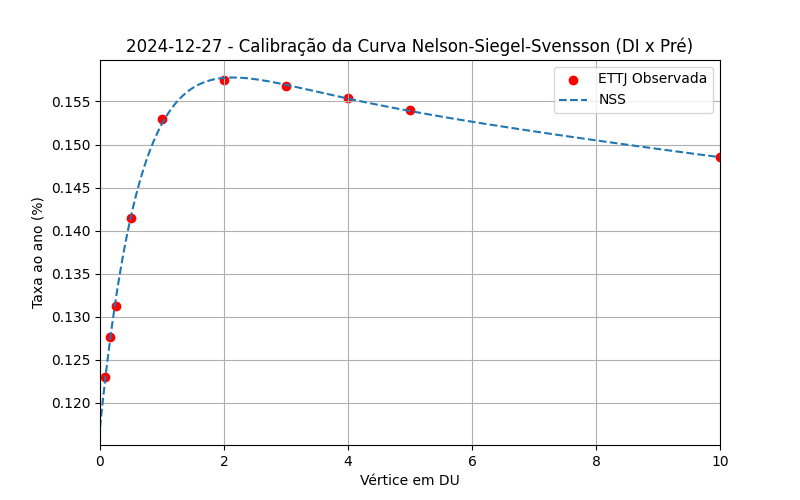 2024-12-27 - Calibração da Curva Nelson-Siegel-Svensson (DI x Pré)
ETTJ Observada
NSS
Taxa ao ano (%)
0.155
0.150
0.145
0.140
0.135
0.130
0.125
0.120
0 2 4 6 8 10
Vértice em DU